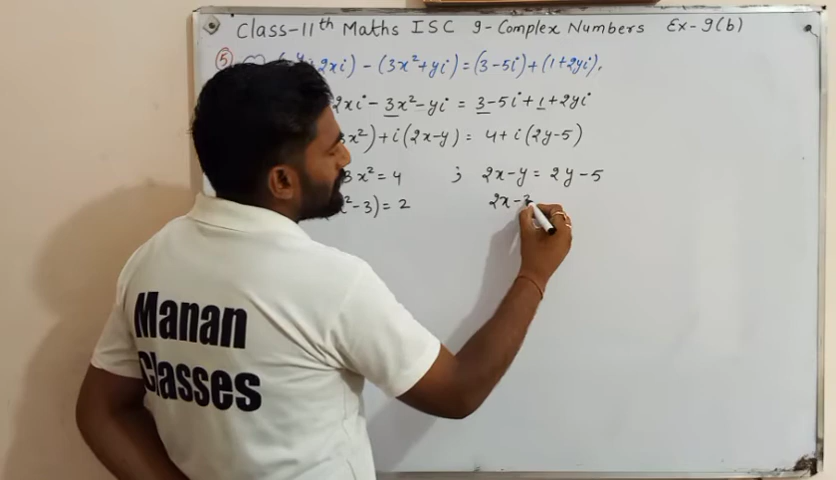 Class-11th Maths ISC 9-Complex Numbers Ex-9(b)
5 2xi) - (3x²+yi) = (3-5i)+(1+2yi).
2xi - 3x² - yi = 3-5i+1+2yi
3x²)+i(2x-y) = 4+i(2y-5)
3x² = 4 ; 2x-y = 2y-5
²-3) = 2 2x-3
Manan
Classes